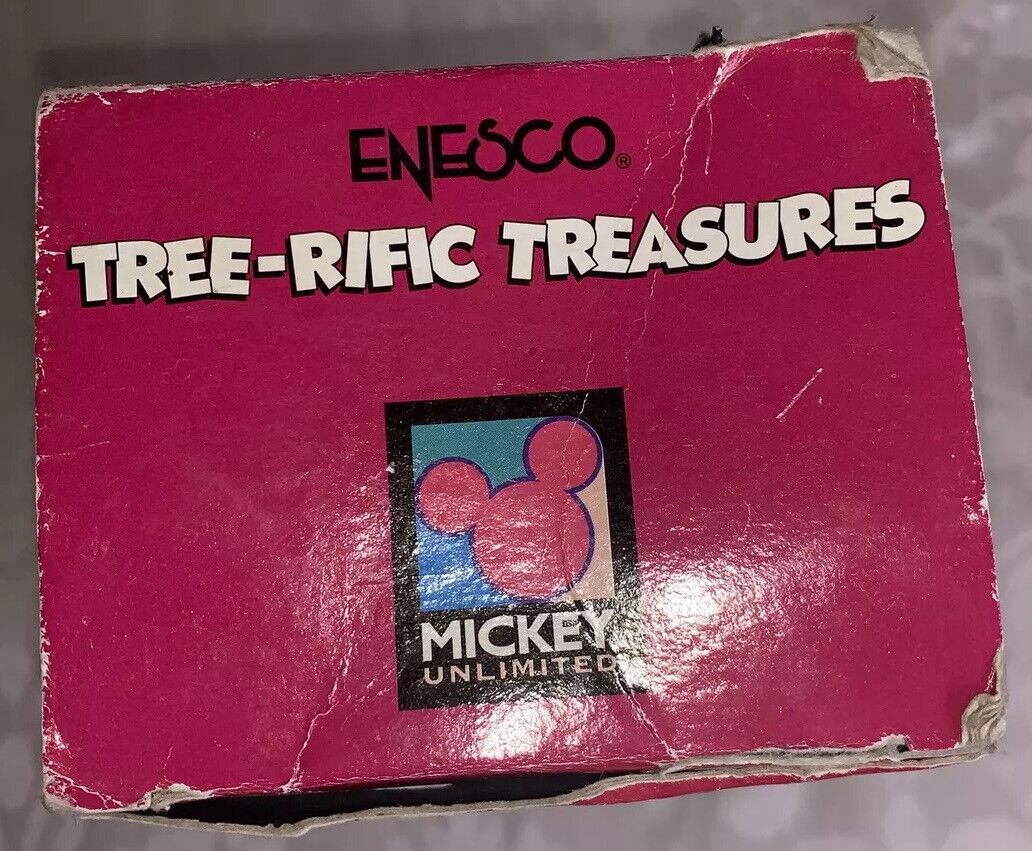 ENESCO®
TREE-RIFIC TREASURES
MICKEY
UNLIMITED